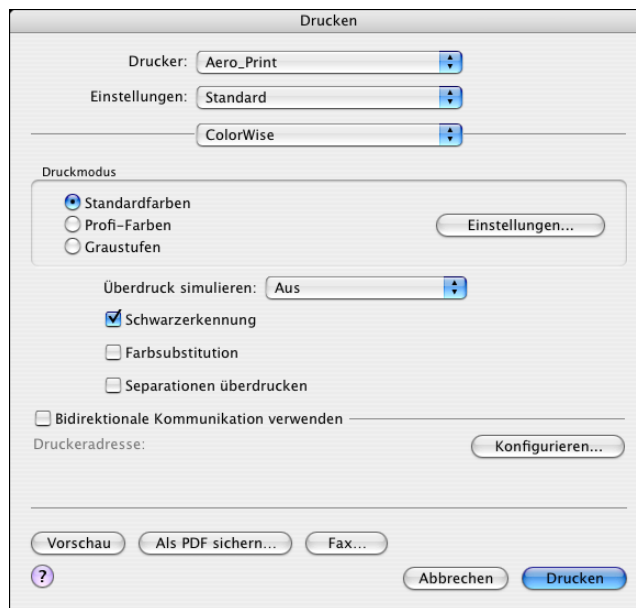 Drucken
Drucker: Aero_Print
Einstellungen: Standard
ColorWise
Druckmodus
Standardfarben
Profi-Farben
Einstellungen...
Graustufen
Überdruck simulieren: Aus
Schwarzerkennung
Farbsubstitution
Separationen überdrucken
Bidirektionale Kommunikation verwenden
Druckeradresse:
Konfigurieren...
Vorschau Als PDF sichern... Fax...
? Abbrechen Drucken